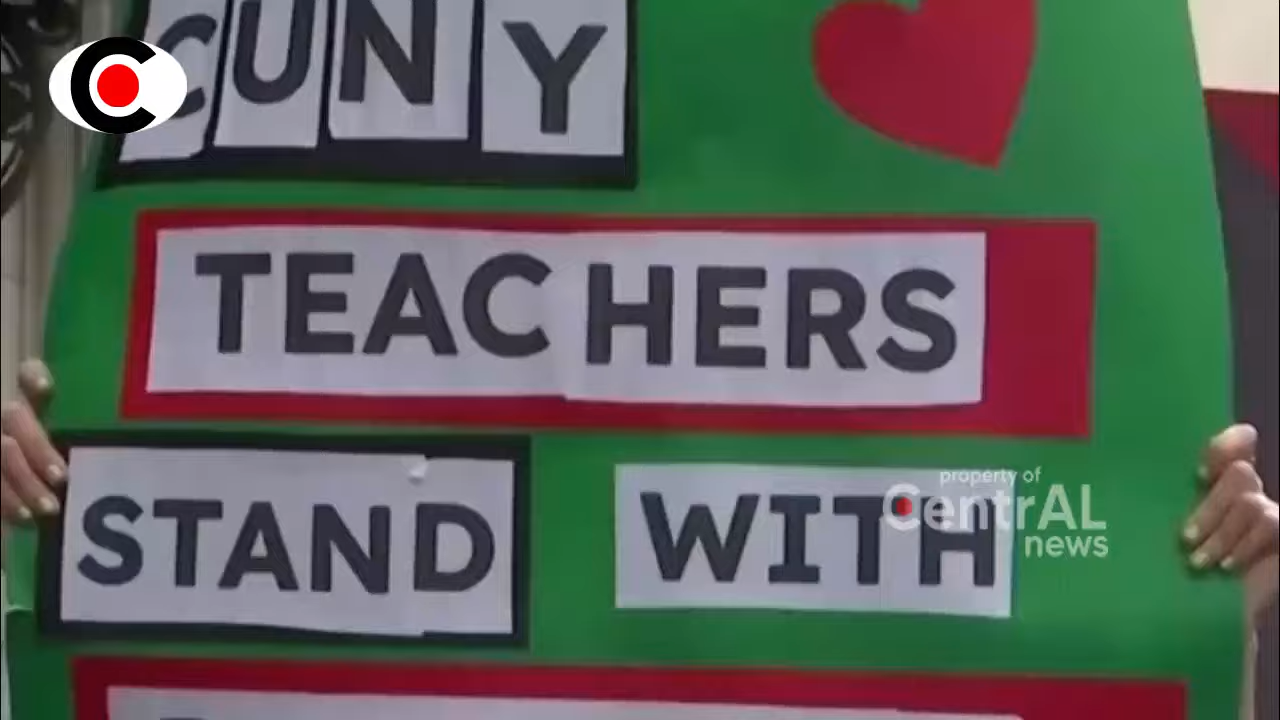 CUNY
TEACHERS
STAND WITH
property of
CentrAL
news